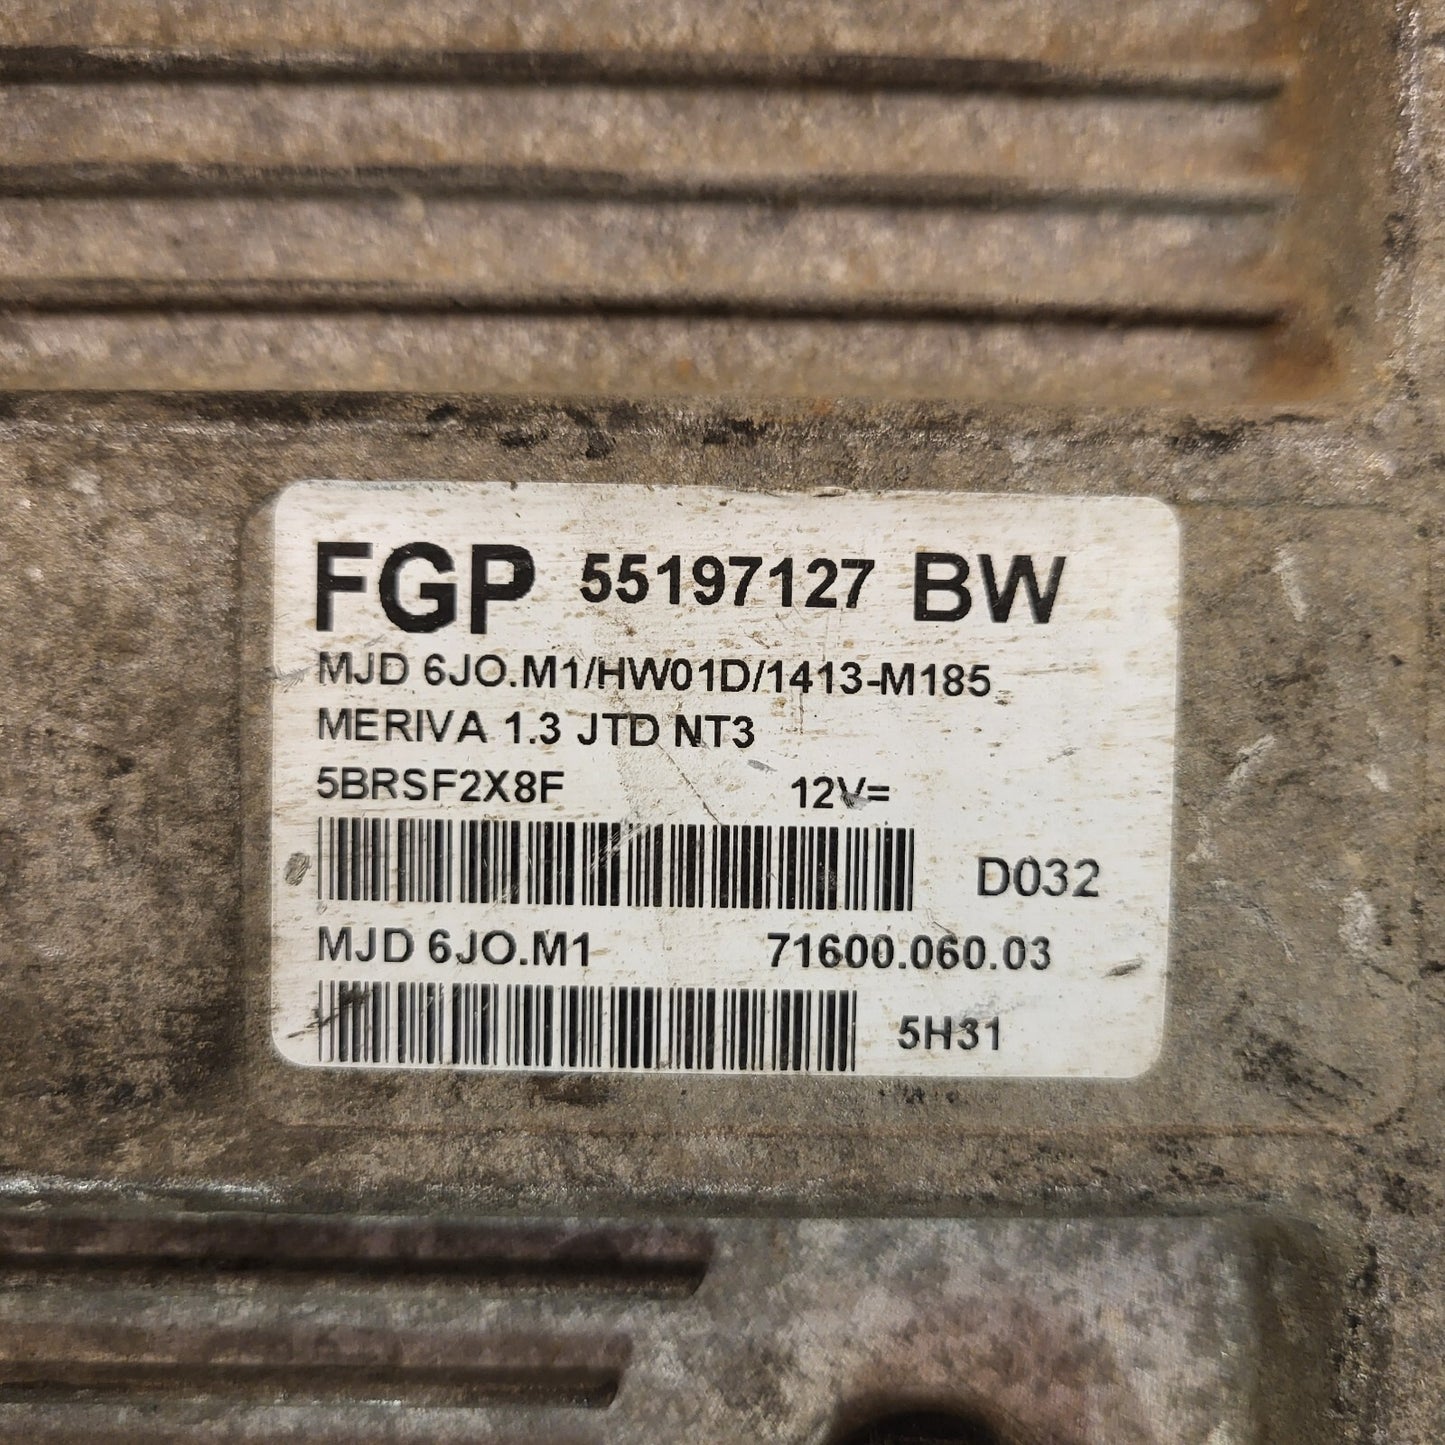 FGP 55197127 BW
MJD 6JO.M1/HW01D/1413-M185
MERIVA 1.3 JTD NT3
5BRSF2X8F 12V=
D032
MJD 6JO.M1 71600.060.03
5H31